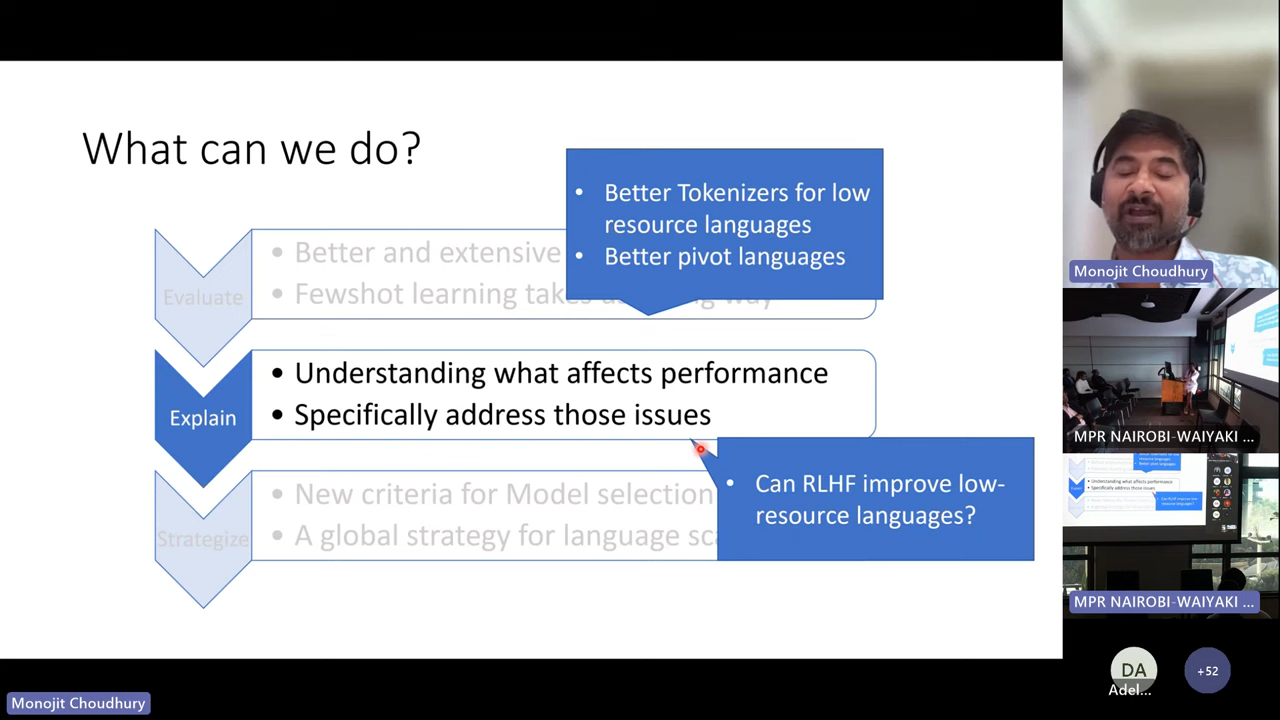 What can we do?
• Better Tokenizers for low
resource languages
• Better pivot languages
Evaluate
• Better and extensive
• Fewshot learning takes
way
Explain
• Understanding what affects performance
• Specifically address those issues
Strategize
• New criteria for Model selection
• A global strategy for language
• Can RLHF improve low-
resource languages?
Monojit Choudhury
MPR NAIROBI-WAIYAKI ...
MPR NAIROBI-WAIYAKI ...
DA
Adel...
+52
Monojit Choudhury